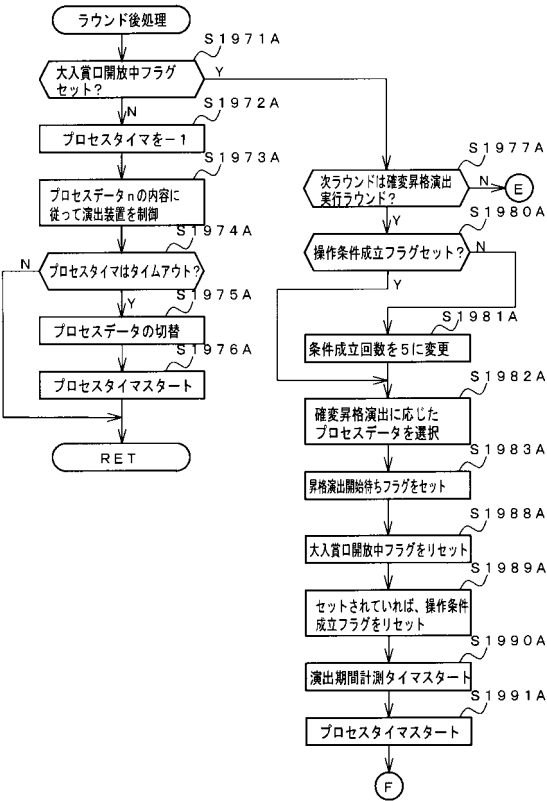 ラウンド後処理
S1971A
大入賞口開放中フラグ
セット?
Y
N
S1972A
プロセスタイマを-1
S1973A
プロセスデータnの内容に
従って演出装置を制御
S1974A
N
プロセスタイマはタイムアウト?
Y
S1975A
プロセスデータの切替
S1976A
プロセスタイマスタート
RET
S1977A
次ラウンドは確変昇格演出
実行ラウンド?
N
E
Y
S1980A
操作条件成立フラグセット?
N
Y
S1981A
条件成立回数を5に変更
S1982A
確変昇格演出に応じた
プロセスデータを選択
S1983A
昇格演出開始待ちフラグをセット
S1988A
大入賞口開放中フラグをリセット
S1989A
セットされていれば、操作条件
成立フラグをリセット
S1990A
演出期間計測タイマスタート
S1991A
プロセスタイマスタート
F